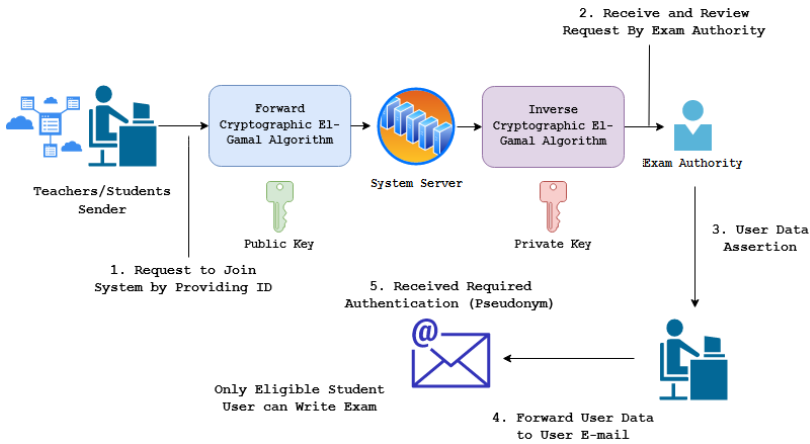 2. Receive and Review
Request By Exam Authority
Forward
Cryptographic El-
Gamal Algorithm
Inverse
Cryptographic El-
Gamal Algorithm
System Server
Exam Authority
Teachers/Students
Sender
Public Key
Private Key
3. User Data
Assertion
1. Request to Join
System by Providing ID
5. Received Required
Authentication (Pseudonym)
@
Only Eligible Student
User can Write Exam
4. Forward User Data
to User E-mail